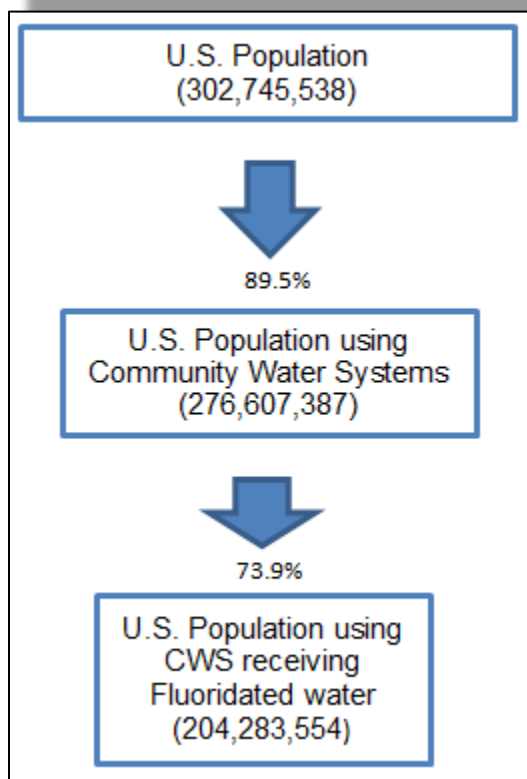 U.S. Population
(302,745,538)
89.5%
U.S. Population using
Community Water Systems
(276,607,387)
73.9%
U.S. Population using
CWS receiving
Fluoridated water
(204,283,554)